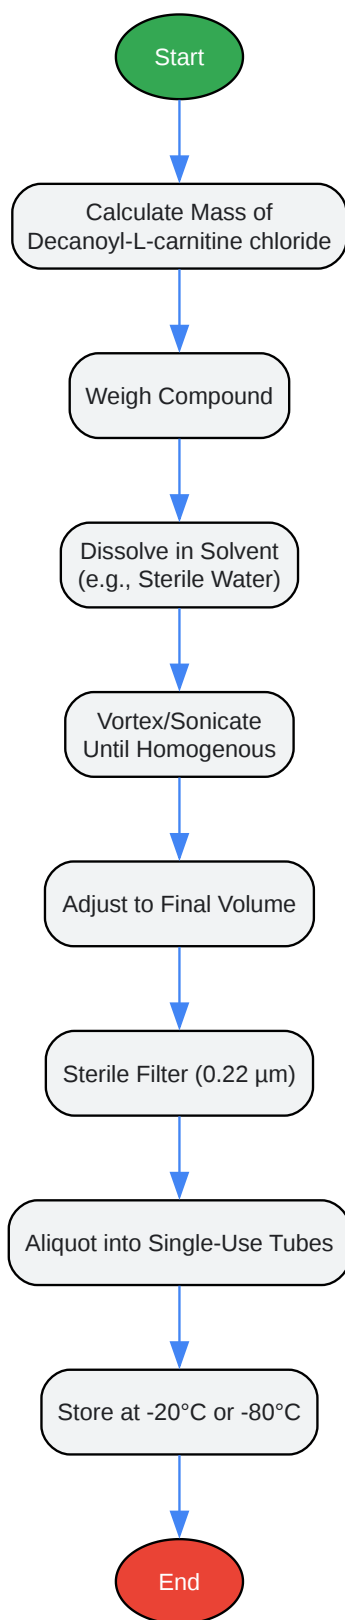 Start
Calculate Mass of
Decanoyl-L-carnitine chloride
Weigh Compound
Dissolve in Solvent
(e.g., Sterile Water)
Vortex/Sonicate
Until Homogenous
Adjust to Final Volume
Sterile Filter (0.22 µm)
Aliquot into Single-Use Tubes
Store at -20°C or -80°C
End